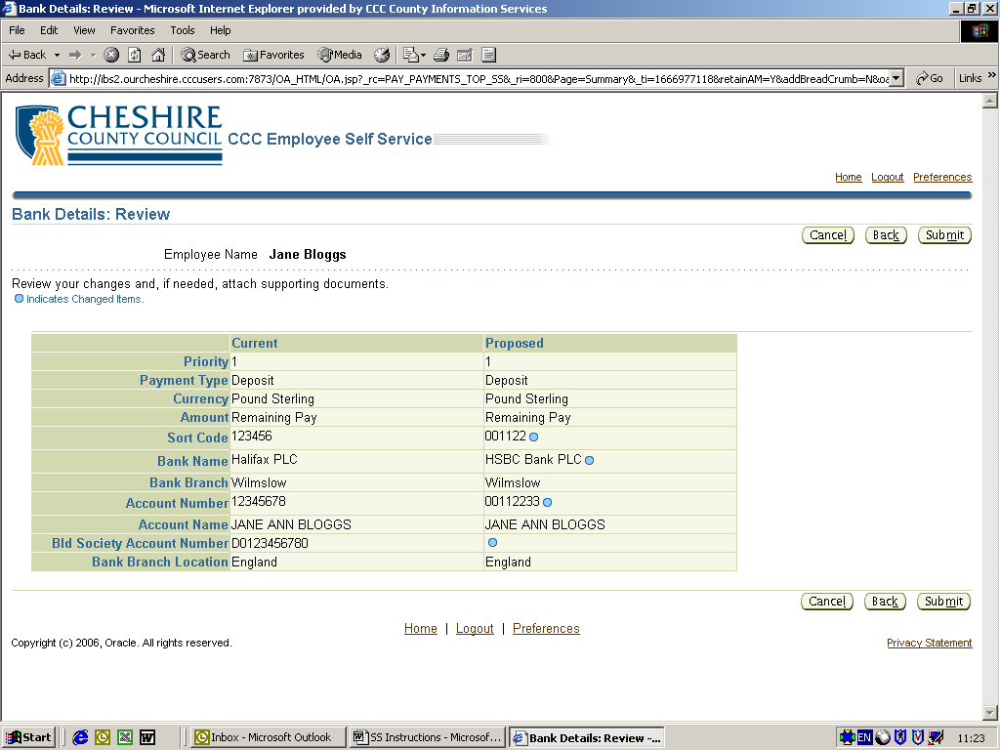 Bank Details: Review - Microsoft Internet Explorer provided by CCC County Information Services
File Edit View Favorites Tools Help
Back Search Favorites Media
Address http://ibs2.ourcheshire.cccusers.com:7873/OA_HTML/OA.jsp?_rc=PAY_PAYMENTS_TOP_SS&_ri=800&Page=Summary&_ti=1666977118&retainAM=Y&addBreadCrumb=N&oa Go Links »
CHESHIRE
COUNTY COUNCIL CCC Employee Self Service
Home Logout Preferences
Bank Details: Review
Cancel Back Submit
Employee Name Jane Bloggs
Review your changes and, if needed, attach supporting documents.
Indicates Changed Items.
Current Proposed
Priority 1 1
Payment Type Deposit Deposit
Currency Pound Sterling Pound Sterling
Amount Remaining Pay Remaining Pay
Sort Code 123456 001122
Bank Name Halifax PLC HSBC Bank PLC
Bank Branch Wilmslow Wilmslow
Account Number 12345678 00112233
Account Name JANE ANN BLOGGS JANE ANN BLOGGS
Bld Society Account Number D0123456780
Bank Branch Location England England
Cancel Back Submit
Home | Logout | Preferences
Copyright (c) 2006, Oracle. All rights reserved. Privacy Statement
Start Inbox - Microsoft Outlook SS Instructions - Microsof... Bank Details: Review -... EN 11:23